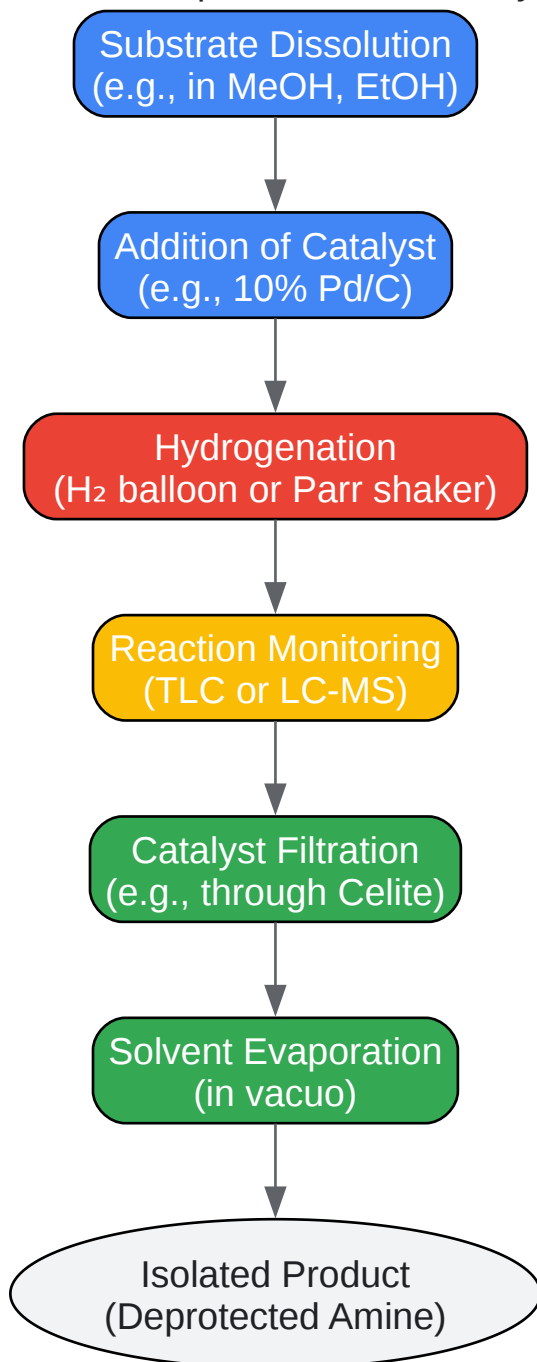 Substrate Dissolution
(e.g., in MeOH, EtOH)
Addition of Catalyst
(e.g., 10% Pd/C)
Hydrogenation
(H₂ balloon or Parr shaker)
Reaction Monitoring
(TLC or LC-MS)
Catalyst Filtration
(e.g., through Celite)
Solvent Evaporation
(in vacuo)
Isolated Product
(Deprotected Amine)